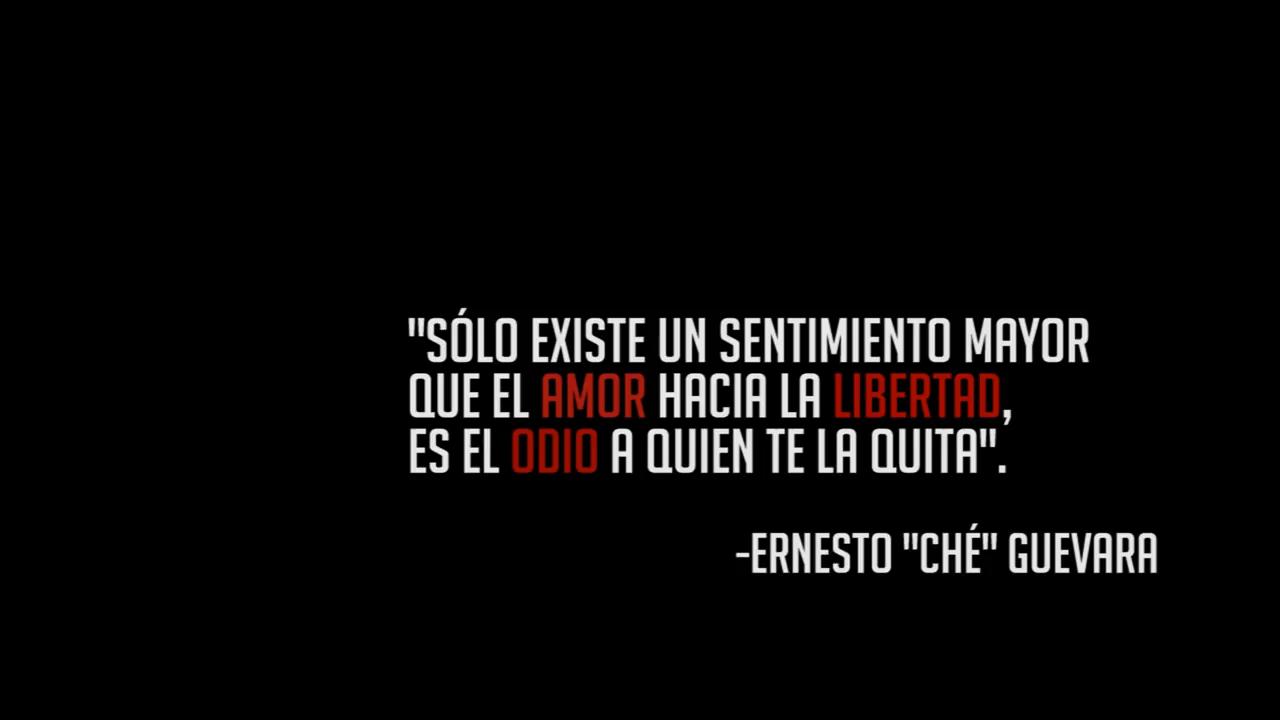 "SÓLO EXISTE UN SENTIMIENTO MAYOR
QUE EL AMOR HACIA LA LIBERTAD,
ES EL ODIO A QUIEN TE LA QUITA".
-ERNESTO "CHÉ" GUEVARA